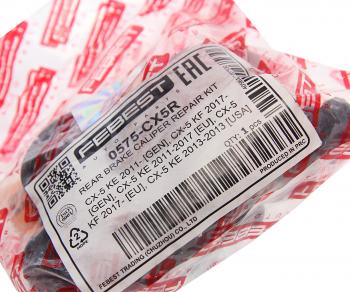 FEBEST
EAC
0575-CX5R
REAR BRAKE CALIPER REPAIR KIT
CX-5 KE 2011- [GEN], CX-5 KF 2017-
[GEN], CX-5 KE 2011-2017 [EU], CX-5
KF 2017- [EU], CX-5 KE 2013-2013 [USA]
QTY: 1 PCS
PRODUCED IN PRC
FEBEST TRADING (CHUZHOU) CO., LTD